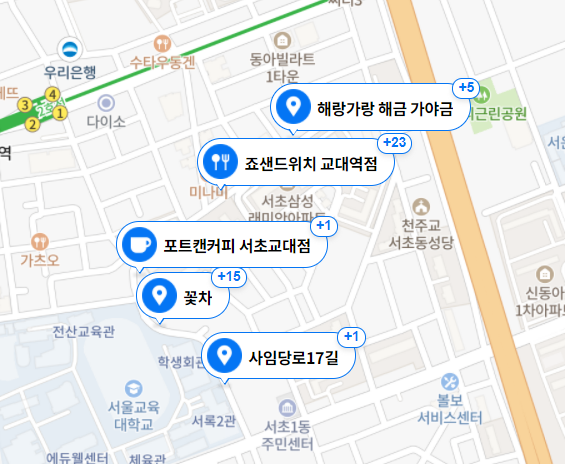 써티3
우리은행
수타우동겐
동아빌라트
1타운
+5
해랑가랑 해금 가야금
근린공원
4
3
2호선
1
2
다이소
역
+23
죠샌드위치 교대역점
미나미
서초삼성
래미안아파트
천주교
서초동성당
+1
포트캔커피 서초교대점
가츠오
+15
꽃차
신동아
1차아파트
전산교육관
+1
사임당로17길
학생회관
서울교육
대학교
볼보
서비스센터
서록2관
서초1동
주민센터
에듀웰센터
체육관